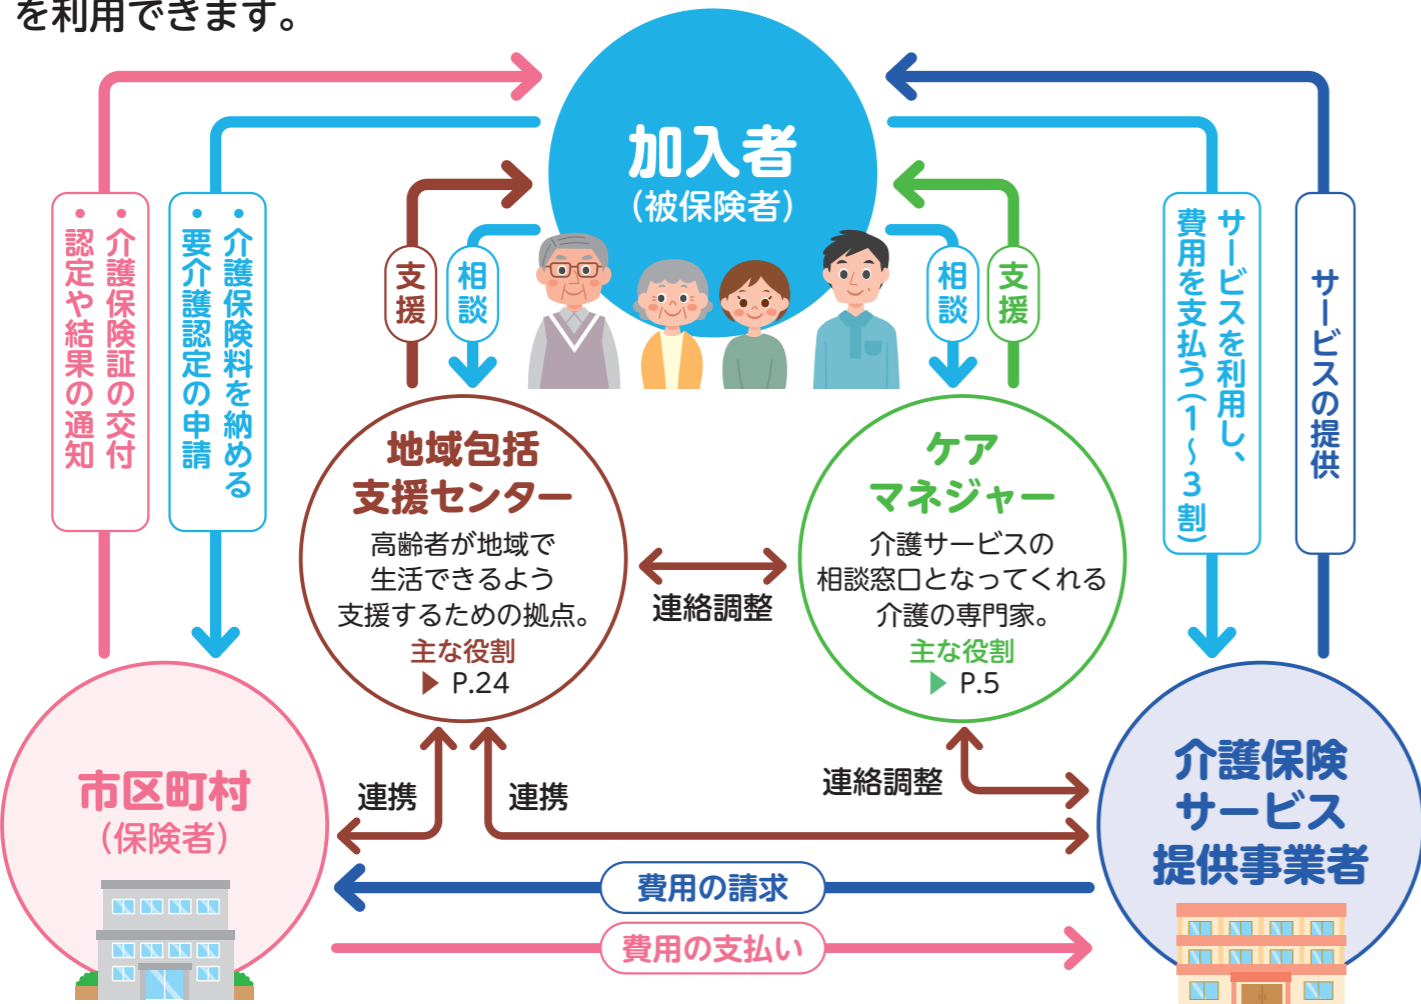 を利用できます。
加入者
（被保険者）
・介護保険証の交付
・認定や結果の通知
・介護保険料を納める
・要介護認定の申請
支援
相談
相談
支援
サービスを利用し、
費用を支払う（1～3割）
サービスの提供
地域包括
支援センター
高齢者が地域で
生活できるよう
支援するための拠点。
主な役割
▶ P.24
連絡調整
ケア
マネジャー
介護サービスの
相談窓口となってくれる
介護の専門家。
主な役割
▶ P.5
市区町村
（保険者）
連携
連携
連絡調整
介護保険
サービス
提供事業者
費用の請求
費用の支払い